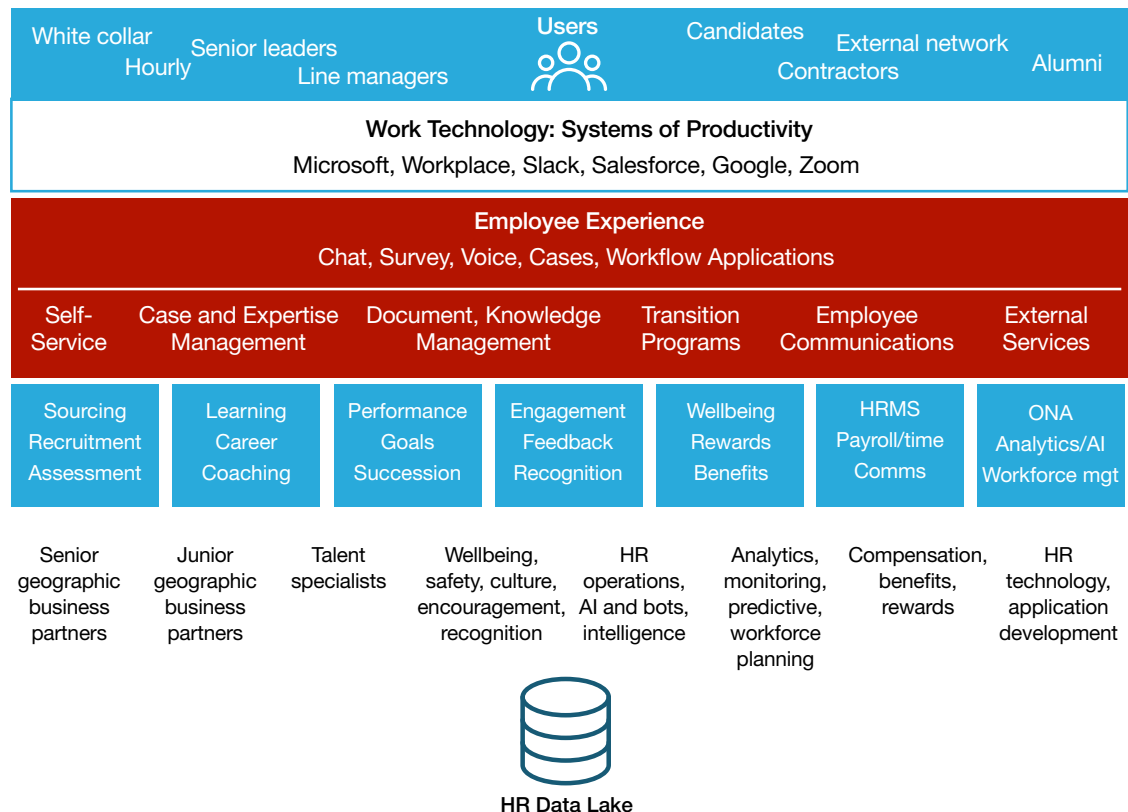 Users
White collar
Hourly
Senior leaders
Line managers
Candidates
Contractors
External network
Alumni
Work Technology: Systems of Productivity
Microsoft, Workplace, Slack, Salesforce, Google, Zoom
Employee Experience
Chat, Survey, Voice, Cases, Workflow Applications
Self-
Service
Case and Expertise
Management
Document, Knowledge
Management
Transition
Programs
Employee
Communications
External
Services
Sourcing
Recruitment
Assessment
Learning
Career
Coaching
Performance
Goals
Succession
Engagement
Feedback
Recognition
Wellbeing
Rewards
Benefits
HRMS
Payroll/time
Comms
ONA
Analytics/AI
Workforce mgt
Senior
geographic
business
partners
Junior
geographic
business
partners
Talent
specialists
Wellbeing,
safety, culture,
encouragement,
recognition
HR
operations,
AI and bots,
intelligence
Analytics,
monitoring,
predictive,
workforce
planning
Compensation,
benefits,
rewards
HR
technology,
application
development
HR Data Lake